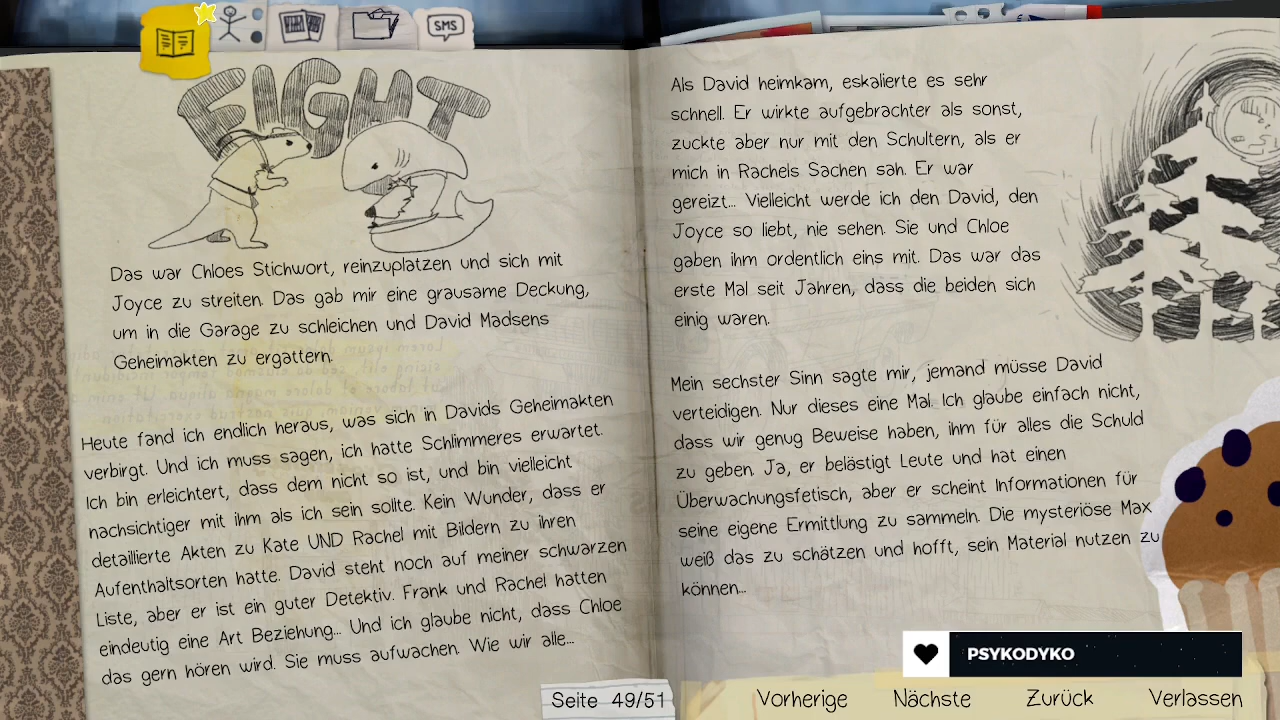 SMS
FIGHT
Das war Chloes Stichwort, reinzuplatzen und sich mit
Joyce zu streiten. Das gab mir eine grausame Deckung,
um in die Garage zu schleichen und David Madsens
Geheimakten zu ergattern.
Heute fand ich endlich heraus, was sich in Davids Geheimakten
verbirgt. Und ich muss sagen, ich hatte Schlimmeres erwartet.
Ich bin erleichtert, dass dem nicht so ist, und bin vielleicht
nachsichtiger mit ihm als ich sein sollte. Kein Wunder, dass er
detaillierte Akten zu Kate UND Rachel mit Bildern zu ihren
Aufenthaltsorten hatte. David steht noch auf meiner schwarzen
Liste, aber er ist ein guter Detektiv. Frank und Rachel hatten
eindeutig eine Art Beziehung... Und ich glaube nicht, dass Chloe
das gern hören wird. Sie muss aufwachen. Wie wir alle...
Als David heimkam, eskalierte es sehr
schnell. Er wirkte aufgebrachter als sonst,
zuckte aber nur mit den Schultern, als er
mich in Rachels Sachen sah. Er war
gereizt... Vielleicht werde ich den David, den
Joyce so liebt, nie sehen. Sie und Chloe
gaben ihm ordentlich eins mit. Das war das
erste Mal seit Jahren, dass die beiden sich
einig waren.
Mein sechster Sinn sagte mir, jemand müsse David
verteidigen. Nur dieses eine Mal. Ich glaube einfach nicht,
dass wir genug Beweise haben, ihm für alles die Schuld
zu geben. Ja, er belästigt Leute und hat einen
Überwachungsfetisch, aber er scheint Informationen für
seine eigene Ermittlung zu sammeln. Die mysteriöse Max
weiß das zu schätzen und hofft, sein Material nutzen zu
können...
PSYKODYKO
Seite 49/51
Vorherige Nächste Zurück Verlassen